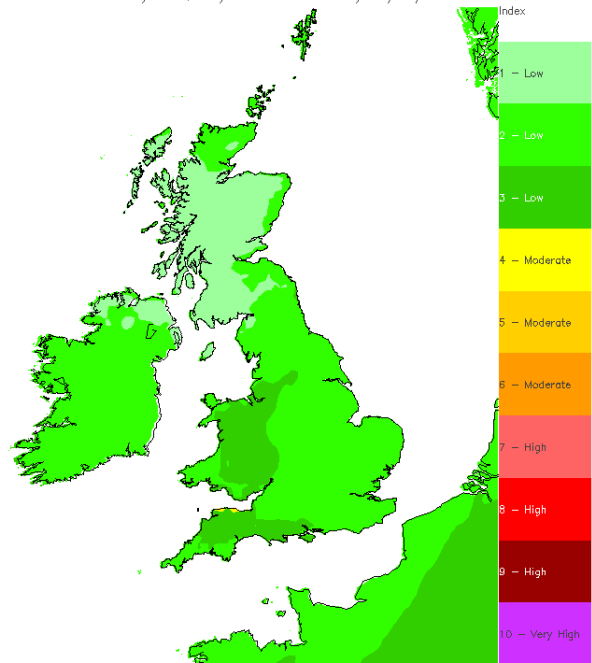 Index
1 - Low
2 - Low
3 - Low
4 - Moderate
5 - Moderate
6 - Moderate
7 - High
8 - High
9 - High
10 - Very High